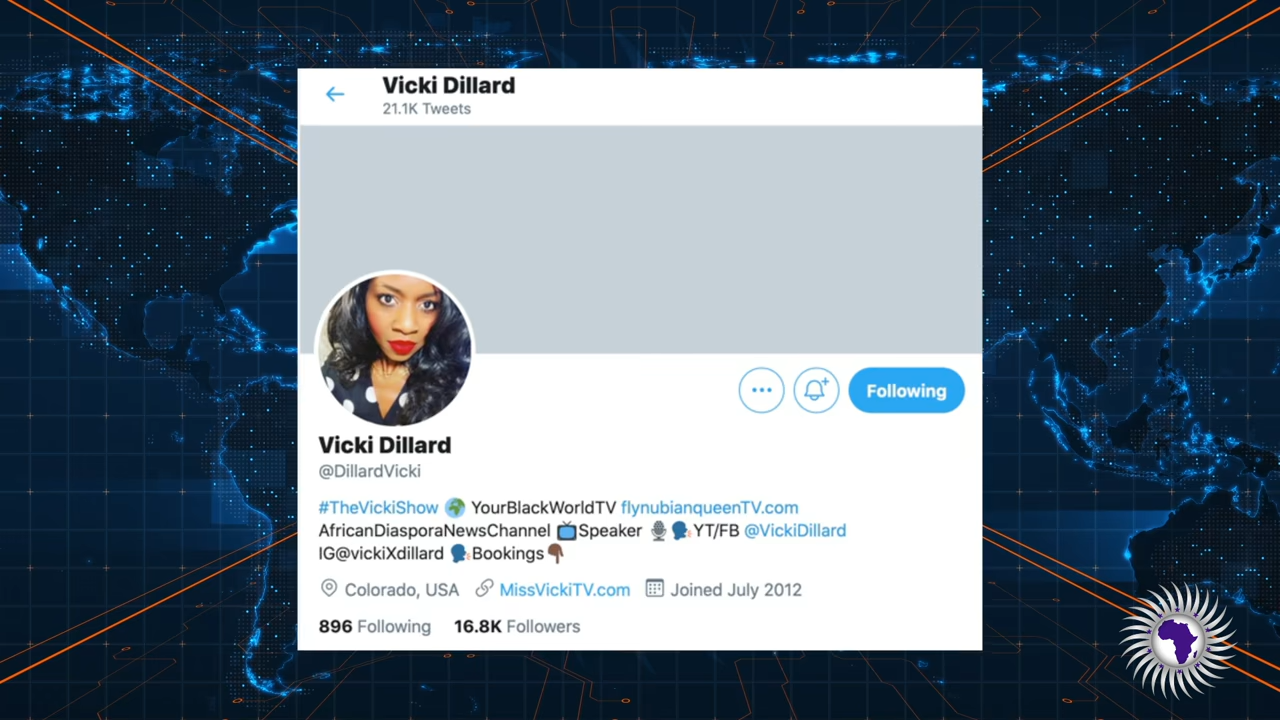 Vicki Dillard
21.1K Tweets
Following
Vicki Dillard
@DillardVicki
#TheVickiShow 🌍 YourBlackWorldTV flynubianqueenTV.com
AfricanDiasporaNewsChannel 📺Speaker 🎙🗣YT/FB @VickiDillard
IG@vickiXdillard 🗣Bookings👇🏾
Colorado, USA MissVickiTV.com Joined July 2012
896 Following 16.8K Followers